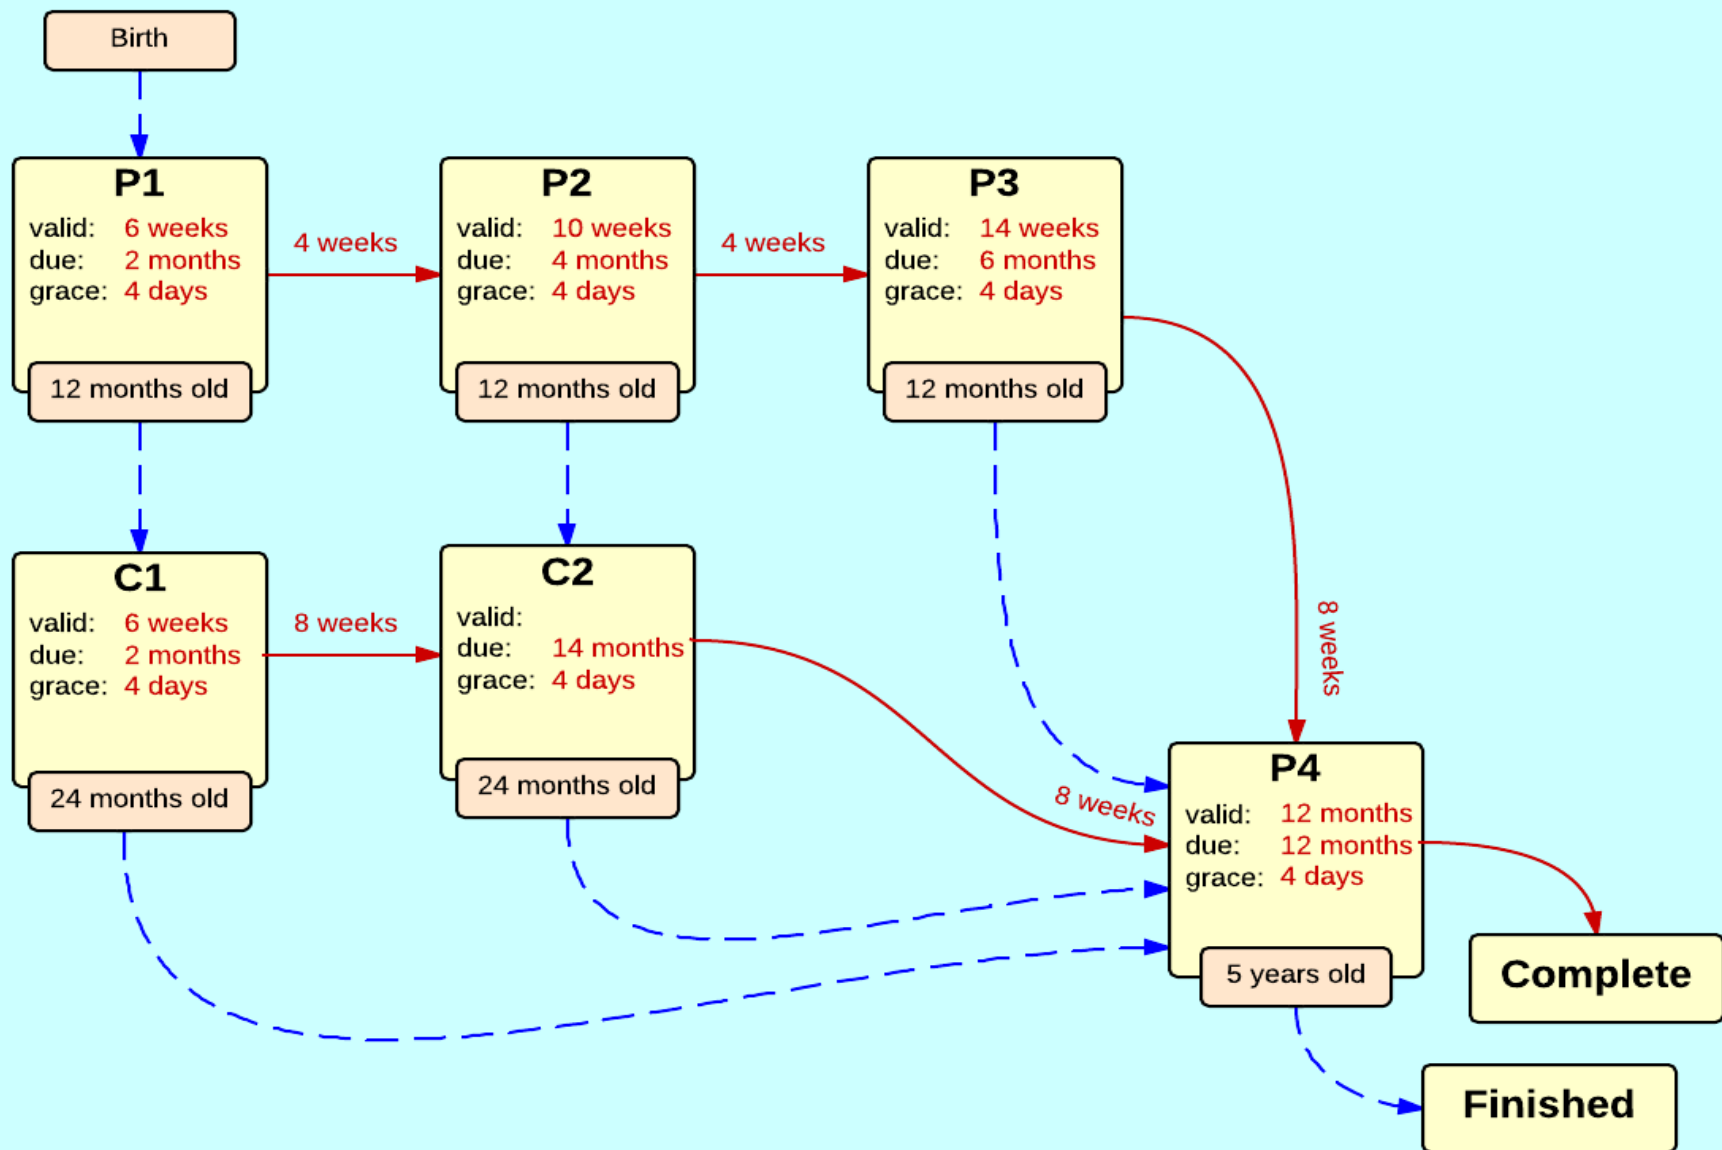 Birth
P1
valid: 6 weeks
due: 2 months
grace: 4 days
12 months old
4 weeks
P2
valid: 10 weeks
due: 4 months
grace: 4 days
12 months old
4 weeks
P3
valid: 14 weeks
due: 6 months
grace: 4 days
12 months old
8 weeks
C1
valid: 6 weeks
due: 2 months
grace: 4 days
24 months old
8 weeks
C2
valid:
due: 14 months
grace: 4 days
24 months old
8 weeks
P4
valid: 12 months
due: 12 months
grace: 4 days
5 years old
Complete
Finished